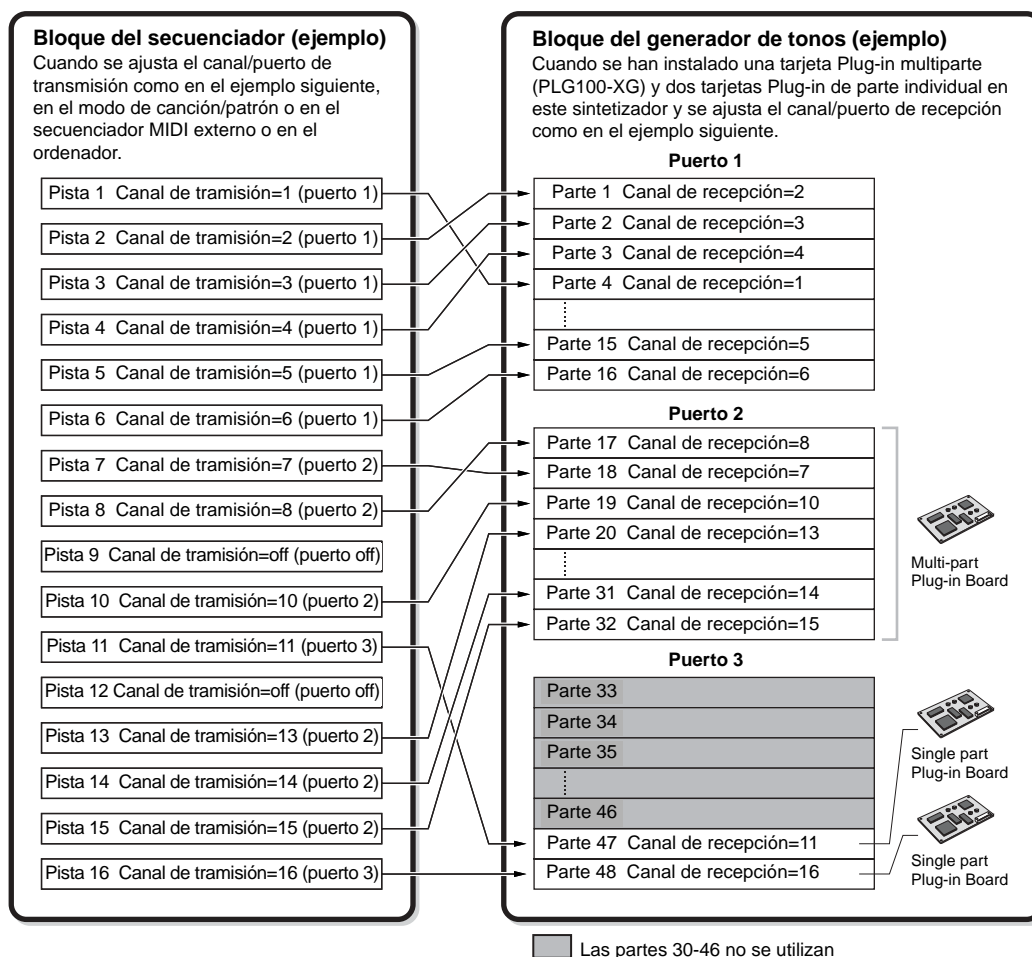 Bloque del secuenciador (ejemplo)
Cuando se ajusta el canal/puerto de
transmisión como en el ejemplo siguiente,
en el modo de canción/patrón o en el
secuenciador MIDI externo o en el
ordenador.
Pista 1 Canal de tramisión=1 (puerto 1)
Pista 2 Canal de tramisión=2 (puerto 1)
Pista 3 Canal de tramisión=3 (puerto 1)
Pista 4 Canal de tramisión=4 (puerto 1)
Pista 5 Canal de tramisión=5 (puerto 1)
Pista 6 Canal de tramisión=6 (puerto 1)
Pista 7 Canal de tramisión=7 (puerto 2)
Pista 8 Canal de tramisión=8 (puerto 2)
Pista 9 Canal de tramisión=off (puerto off)
Pista 10 Canal de tramisión=10 (puerto 2)
Pista 11 Canal de tramisión=11 (puerto 3)
Pista 12 Canal de tramisión=off (puerto off)
Pista 13 Canal de tramisión=13 (puerto 2)
Pista 14 Canal de tramisión=14 (puerto 2)
Pista 15 Canal de tramisión=15 (puerto 2)
Pista 16 Canal de tramisión=16 (puerto 3)
Bloque del generador de tonos (ejemplo)
Cuando se han instalado una tarjeta Plug-in multiparte
(PLG100-XG) y dos tarjetas Plug-in de parte individual en
este sintetizador y se ajusta el canal/puerto de recepción
como en el ejemplo siguiente.
Puerto 1
Parte 1 Canal de recepción=2
Parte 2 Canal de recepción=3
Parte 3 Canal de recepción=4
Parte 4 Canal de recepción=1
Parte 15 Canal de recepción=5
Parte 16 Canal de recepción=6
Puerto 2
Parte 17 Canal de recepción=8
Parte 18 Canal de recepción=7
Parte 19 Canal de recepción=10
Parte 20 Canal de recepción=13
Parte 31 Canal de recepción=14
Parte 32 Canal de recepción=15
Multi-part
Plug-in Board
Puerto 3
Parte 33
Parte 34
Parte 35
Parte 46
Parte 47 Canal de recepción=11
Parte 48 Canal de recepción=16
Single part
Plug-in Board
Single part
Plug-in Board
Las partes 30-46 no se utilizan